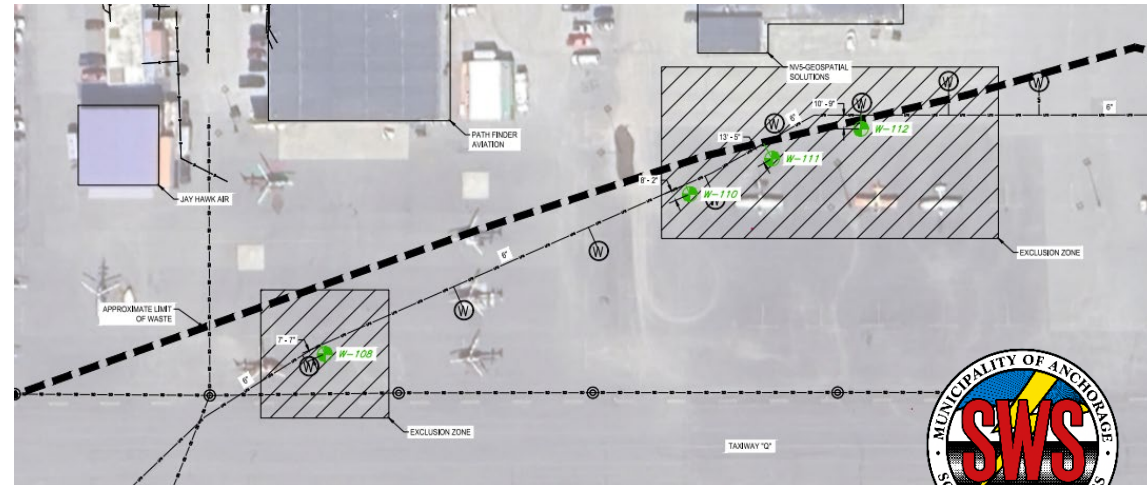 NV5-GEOSPATIAL
SOLUTIONS
W
W
6"
10' - 9"
W
6"
W
W-112
PATH FINDER
AVIATION
13' - 5"
W-111
8' - 2"
W-110
W
JAY HAWK AIR
EXCLUSION ZONE
W
6"
APPROXIMATE LIMIT
OF WASTE
W
7' - 7"
W-108
W
6"
EXCLUSION ZONE
TAXIWAY "Q"
MUNICIPALITY OF ANCHORAGE
SWS